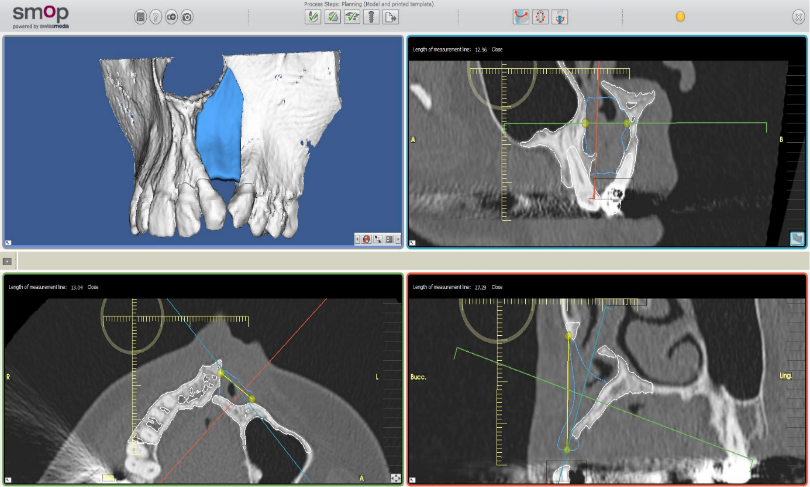 smop
powered by swissmeda
Process Steps: Planning (Model and printed template)
Length of measurement line: 12.96 Close
A
B
Length of measurement line: 15.04 Close
R
L
A
Length of measurement line: 27.29 Close
Bucc.
Ling.